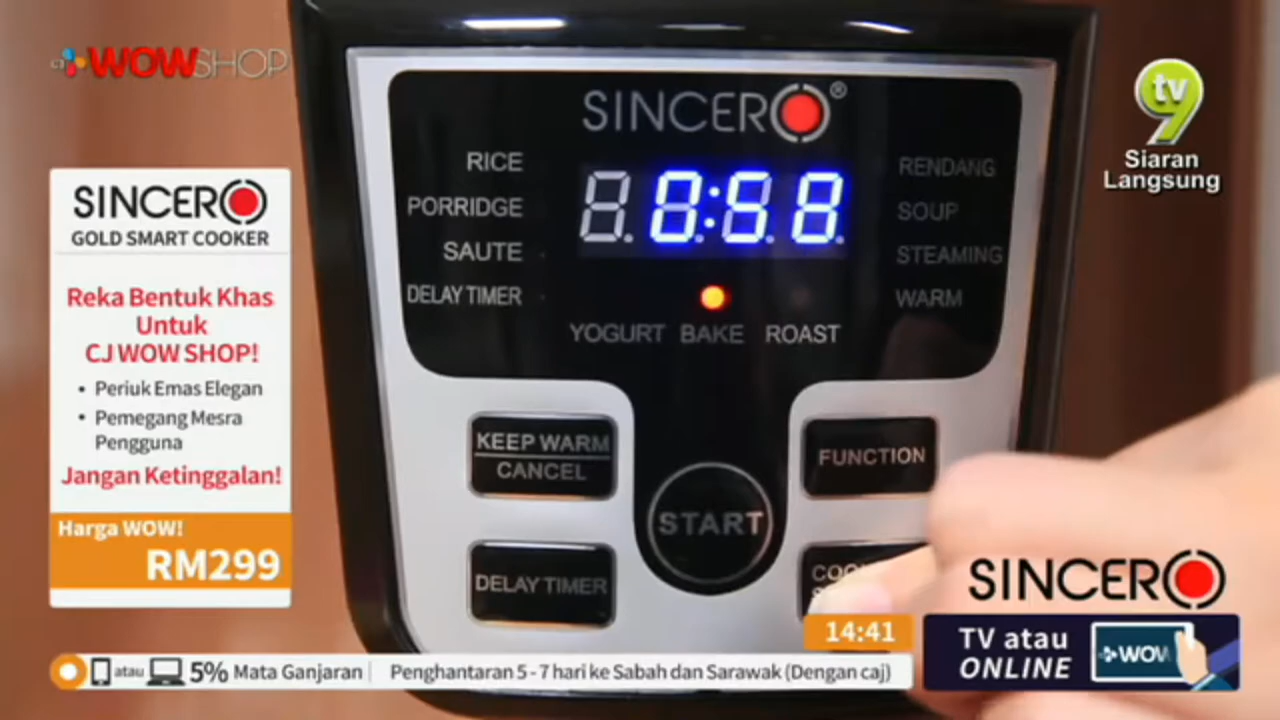 CJ WOWSHOP
tv9
Siaran
Langsung
SINCERO
GOLD SMART COOKER
Reka Bentuk Khas
Untuk
CJ WOW SHOP!
• Periuk Emas Elegan
• Pemegang Mesra
Pengguna
Jangan Ketinggalan!
Harga WOW!
RM299
SINCERO®
0:58
RICE
PORRIDGE
SAUTE
DELAY TIMER
YOGURT BAKE ROAST
RENDANG
SOUP
STEAMING
WARM
KEEP WARM
CANCEL
FUNCTION
START
DELAY TIMER
SINCERO
14:41
TV atau
ONLINE
WOW
atau 5% Mata Ganjaran | Penghantaran 5 - 7 hari ke Sabah dan Sarawak (Dengan caj)